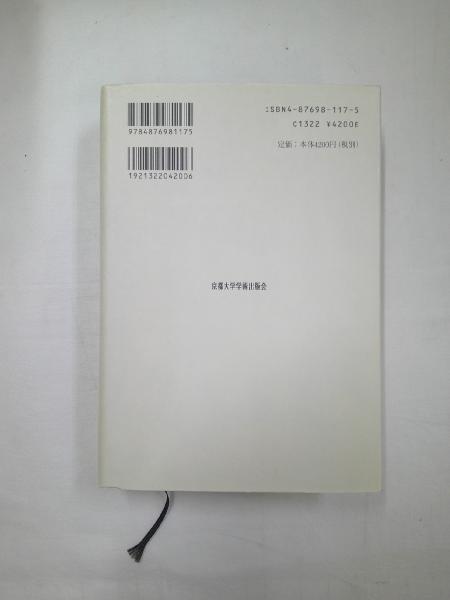 9784876981175
1921322042006
ISBN4-87698-117-5
C1322 ¥4200E
定価：本体4200円（税別）
京都大学学術出版会